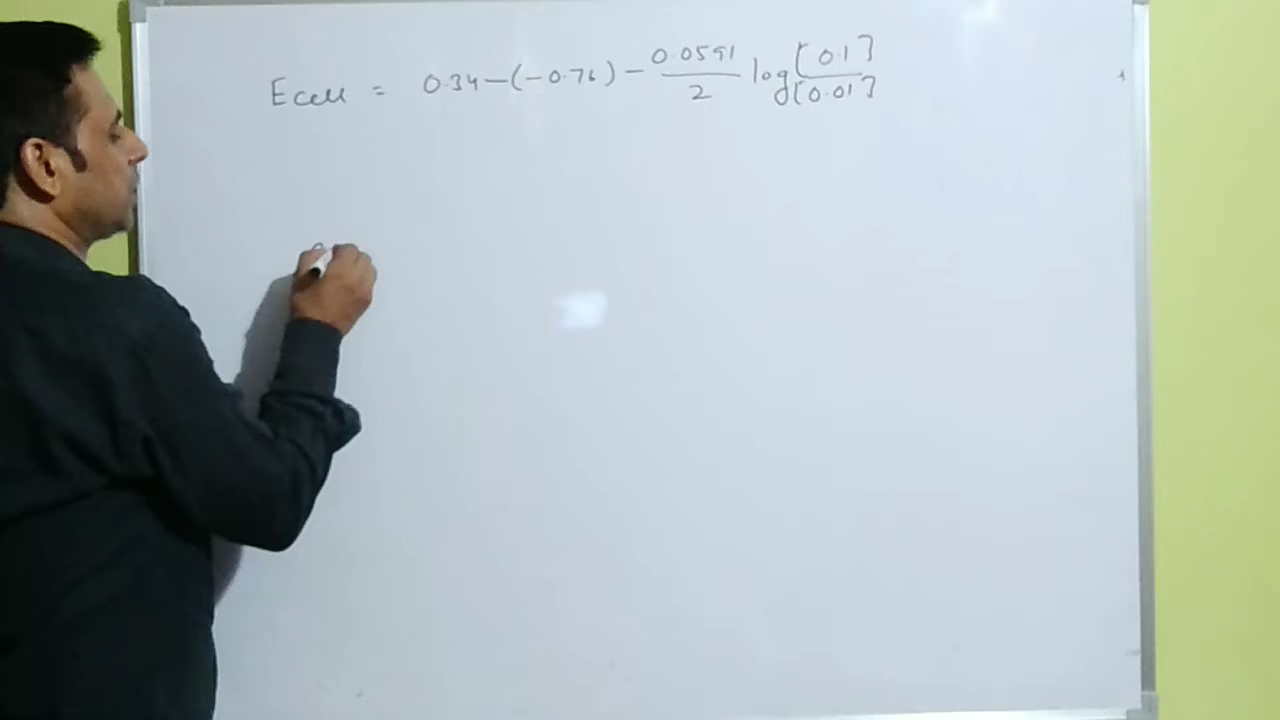 Ecell = 0.34-(-0.76) - 0.0591/2 log [0.1]/[0.01]